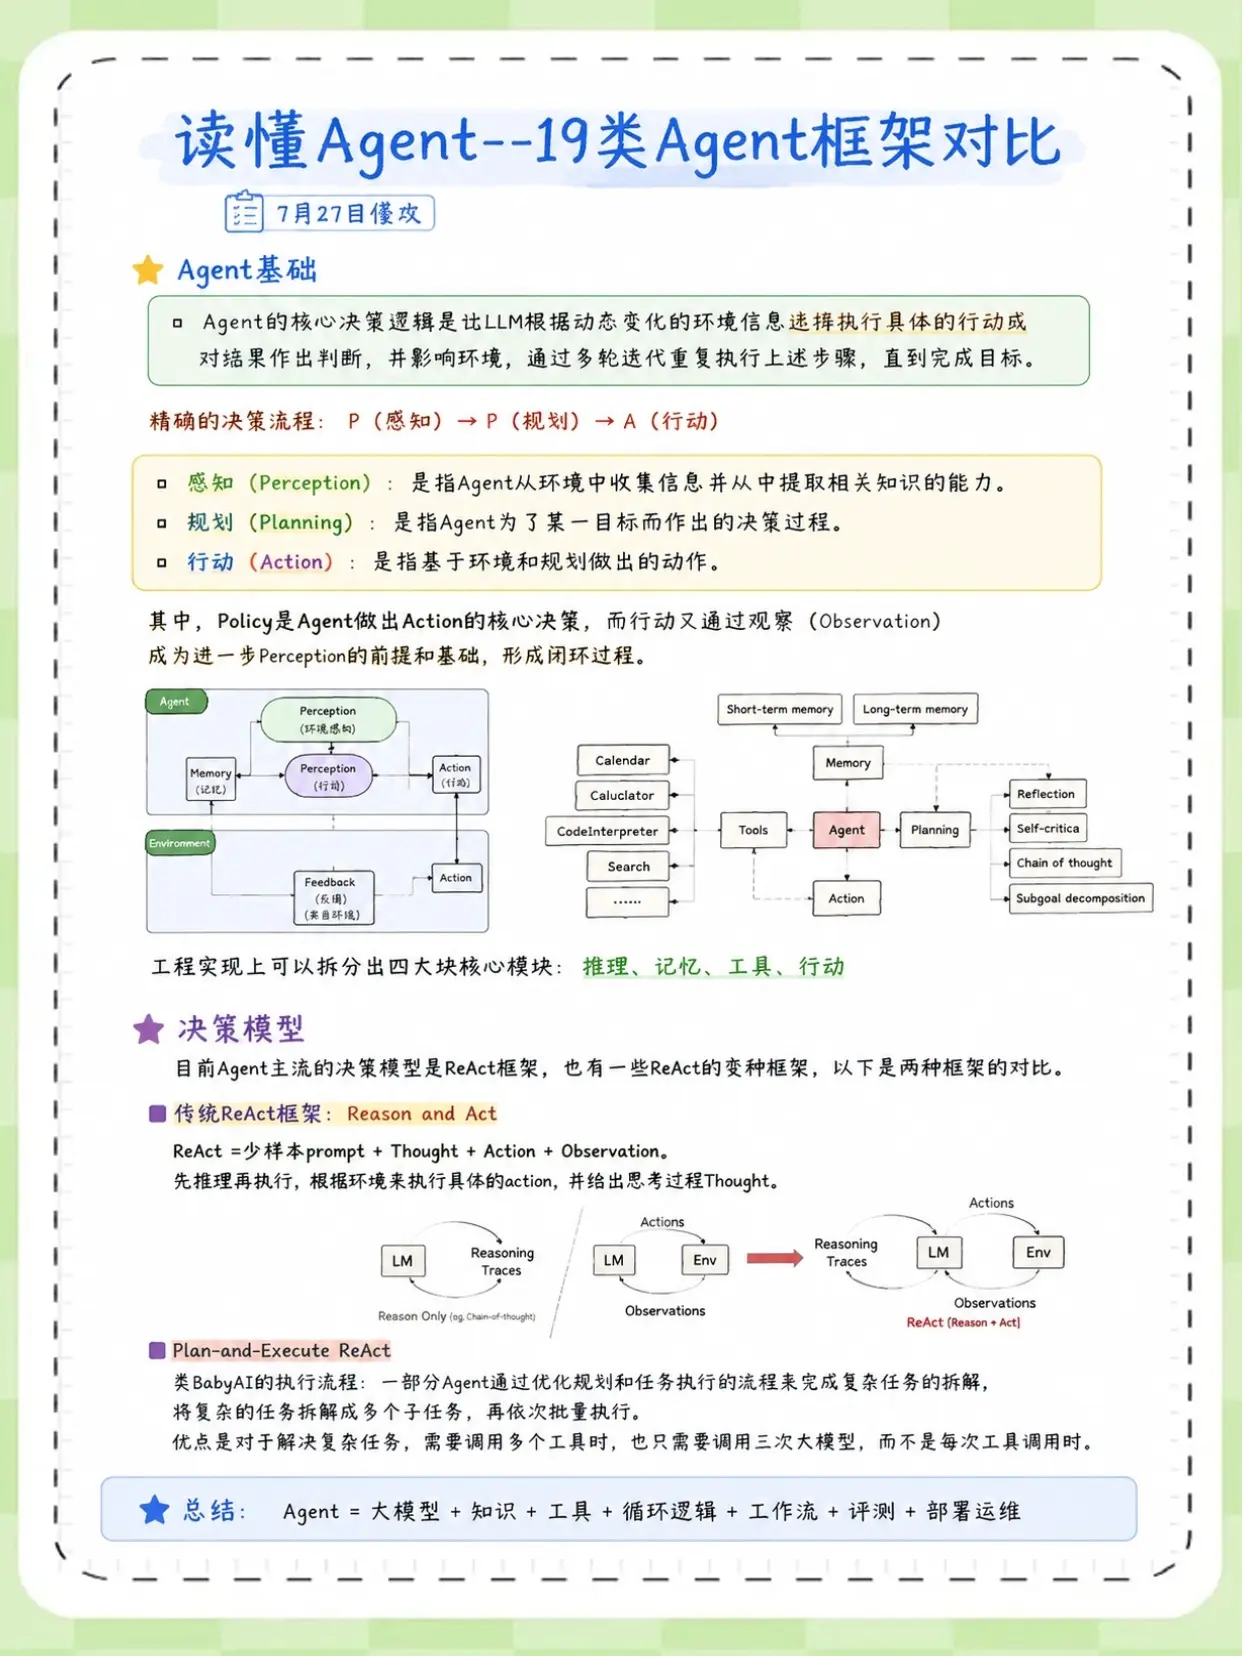 读懂Agent--19类Agent框架对比
7月27目
Agent基础
Agent的核心决策逻辑是让LLM根据动态变化的环境信息选择执行具体的行动或
对结果作出判断，并影响环境，通过多轮迭代重复执行上述步骤，直到完成目标。
精确的决策流程： P（感知）→ P（规划）→ A（行动）
感知（Perception）：是指Agent从环境中收集信息并从中提取相关知识的能力。
规划（Planning）：是指Agent为了某一目标而作出的决策过程。
行动（Action）：是指基于环境和规划做出的动作。
其中，Policy是Agent做出Action的核心决策，而行动又通过观察（Observation）
成为进一步Perception的前提和基础，形成闭环过程。
Agent
Perception
Memory
（记忆）
Perception
（行动）
Action
（行动）
Environment
Feedback
Action
Short-term memory
Long-term memory
Calendar
Memory
Caluclator
Reflection
CodeInterpreter
Tools
Agent
Planning
Self-critica
Search
Chain of thought
......
Action
Subgoal decomposition
工程实现上可以拆分出四大块核心模块：推理、记忆、工具、行动
决策模型
目前Agent主流的决策模型是ReAct框架，也有一些ReAct的变种框架，以下是两种框架的对比。
传统ReAct框架：Reason and Act
ReAct =少样本prompt + Thought + Action + Observation。
先推理再执行，根据环境来执行具体的action，并给出思考过程Thought。
LM
Reasoning
Traces
Reason Only (og. Chain-of-thought)
Actions
LM
Env
Observations
Reasoning
Traces
Actions
LM
Env
Observations
ReAct (Reason + Act)
Plan-and-Execute ReAct
类BabyAI的执行流程：一部分Agent通过优化规划和任务执行的流程来完成复杂任务的拆解，
将复杂的任务拆解成多个子任务，再依次批量执行。
优点是对于解决复杂任务，需要调用多个工具时，也只需要调用三次大模型，而不是每次工具调用时。
总结： Agent = 大模型 + 知识 + 工具 + 循环逻辑 + 工作流 + 评测 + 部署运维